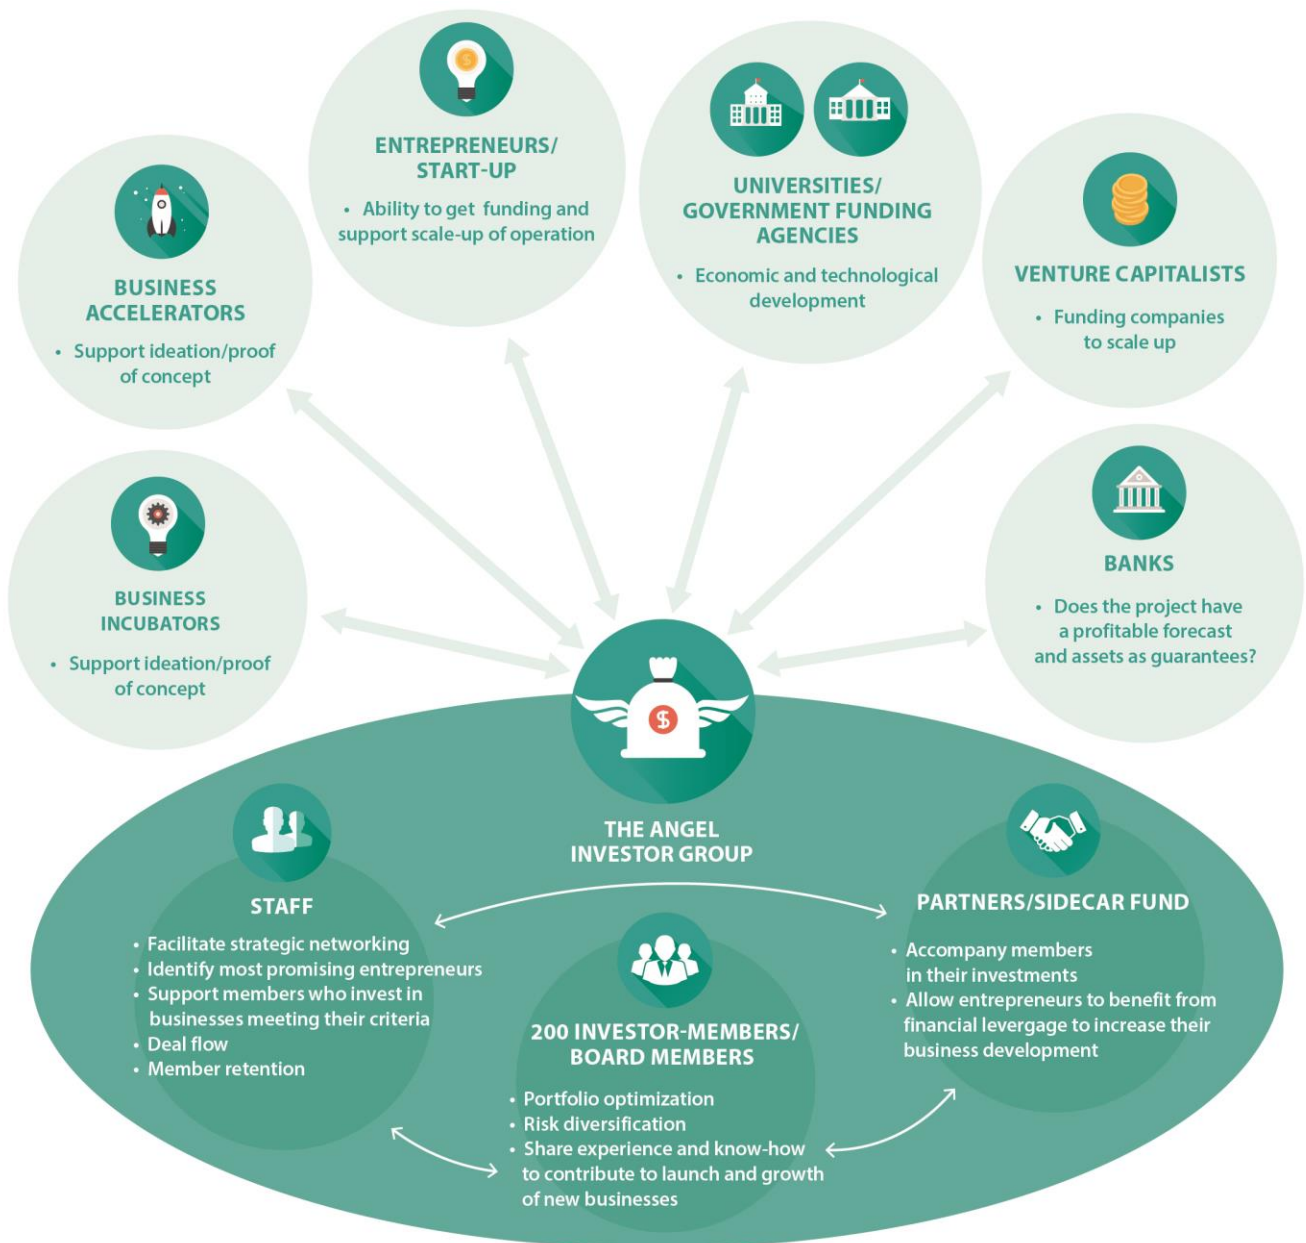 ENTREPRENEURS/
START-UP
• Ability to get funding and
support scale-up of operation
UNIVERSITIES/
GOVERNMENT FUNDING
AGENCIES
• Economic and technological
development
BUSINESS
ACCELERATORS
• Support ideation/proof
of concept
VENTURE CAPITALISTS
• Funding companies
to scale up
BUSINESS
INCUBATORS
• Support ideation/proof
of concept
BANKS
• Does the project have
a profitable forecast
and assets as guarantees?
$
THE ANGEL
INVESTOR GROUP
STAFF
• Facilitate strategic networking
• Identify most promising entrepreneurs
• Support members who invest in
businesses meeting their criteria
• Deal flow
• Member retention
200 INVESTOR-MEMBERS/
BOARD MEMBERS
• Portfolio optimization
• Risk diversification
• Share experience and know-how
to contribute to launch and growth
of new businesses
PARTNERS/SIDECAR FUND
• Accompany members
in their investments
• Allow entrepreneurs to benefit from
financial levergage to increase their
business development